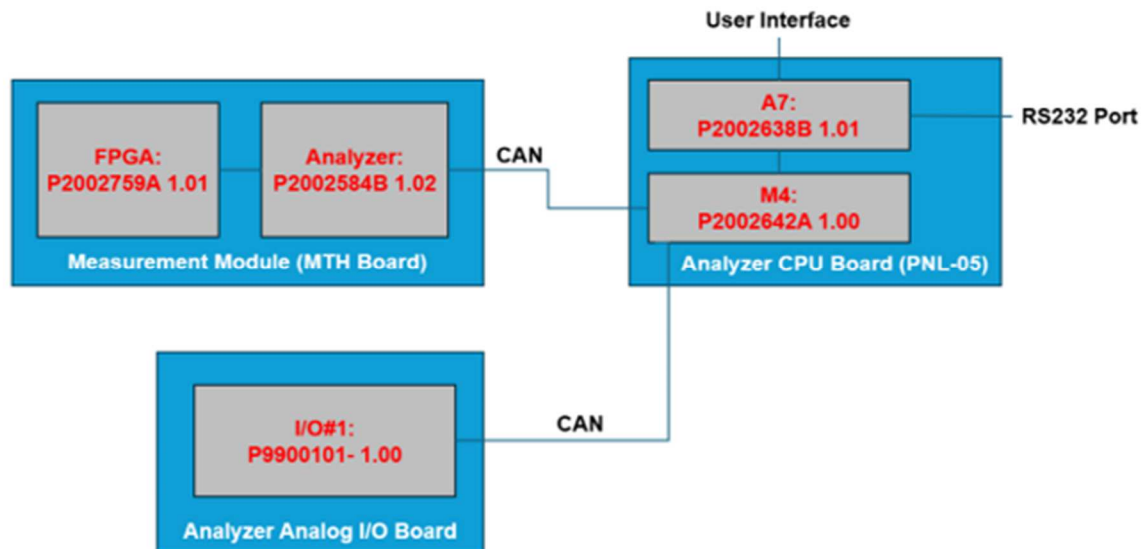 User Interface
A7:
P2002638B 1.01
RS232 Port
FPGA:
P2002759A 1.01
Analyzer:
P2002584B 1.02
CAN
M4:
P2002642A 1.00
Measurement Module (MTH Board)
Analyzer CPU Board (PNL-05)
I/O#1:
P9900101- 1.00
CAN
Analyzer Analog I/O Board